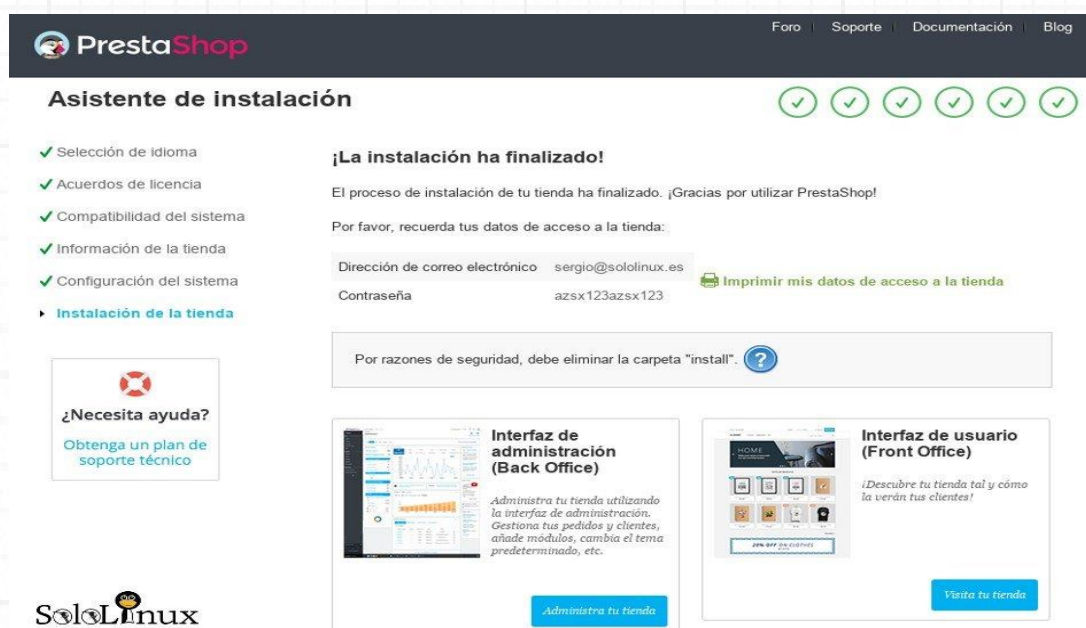 PrestaShop
Foro Soporte Documentación Blog
Asistente de instalación
Selección de idioma
Acuerdos de licencia
Compatibilidad del sistema
Información de la tienda
Configuración del sistema
Instalación de la tienda
¿Necesita ayuda?
Obtenga un plan de
soporte técnico
¡La instalación ha finalizado!
El proceso de instalación de tu tienda ha finalizado. ¡Gracias por utilizar PrestaShop!
Por favor, recuerda tus datos de acceso a la tienda:
Dirección de correo electrónico sergio@sololinux.es
Contraseña azsx123azsx123
Imprimir mis datos de acceso a la tienda
Por razones de seguridad, debe eliminar la carpeta "install". ?
Interfaz de
administración
(Back Office)
Administra tu tienda utilizando
la interfaz de administración.
Gestiona tus pedidos y clientes,
añade módulos, cambia el tema
predeterminado, etc.
Administra tu tienda
HOME
20% OFF ON CLOTHES
Interfaz de usuario
(Front Office)
¡Descubre tu tienda tal y cómo
la verán tus clientes!
Visita tu tienda
SoloLinux